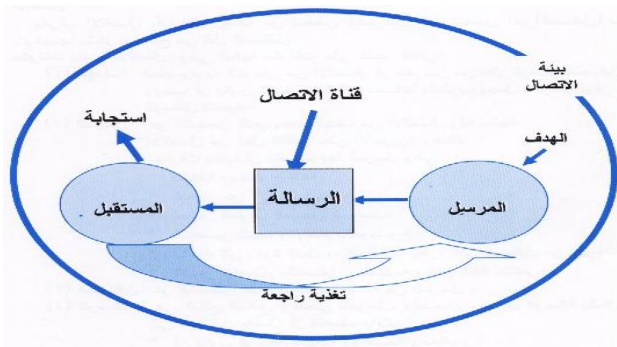 بيئة
الاتصال
قناة الاتصال
استجابة
الهدف
المرسل
الرسالة
المستقبل
تغذية راجعة